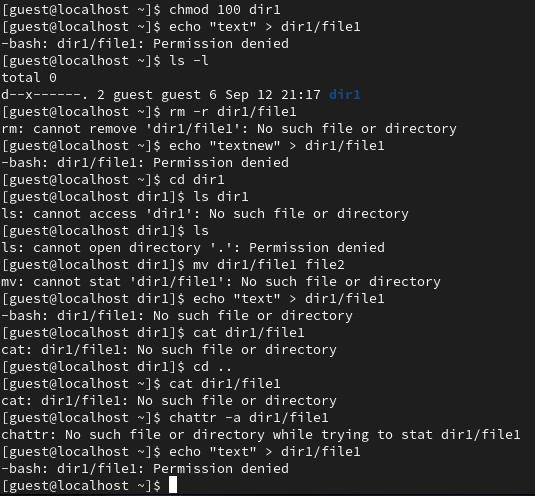 [guest@localhost ~]$ chmod 100 dir1
[guest@localhost ~]$ echo "text" > dir1/file1
-bash: dir1/file1: Permission denied
[guest@localhost ~]$ ls -l
total 0
d--x------. 2 guest guest 6 Sep 12 21:17 dir1
[guest@localhost ~]$ rm -r dir1/file1
rm: cannot remove 'dir1/file1': No such file or directory
[guest@localhost ~]$ echo "textnew" > dir1/file1
-bash: dir1/file1: Permission denied
[guest@localhost ~]$ cd dir1
[guest@localhost dir1]$ ls dir1
ls: cannot access 'dir1': No such file or directory
[guest@localhost dir1]$ ls
ls: cannot open directory '.': Permission denied
[guest@localhost dir1]$ mv dir1/file1 file2
mv: cannot stat 'dir1/file1': No such file or directory
[guest@localhost dir1]$ echo "text" > dir1/file1
-bash: dir1/file1: No such file or directory
[guest@localhost dir1]$ cat dir1/file1
cat: dir1/file1: No such file or directory
[guest@localhost dir1]$ cd ..
[guest@localhost ~]$ cat dir1/file1
cat: dir1/file1: No such file or directory
[guest@localhost ~]$ chattr -a dir1/file1
chattr: No such file or directory while trying to stat dir1/file1
[guest@localhost ~]$ echo "text" > dir1/file1
-bash: dir1/file1: Permission denied
[guest@localhost ~]$